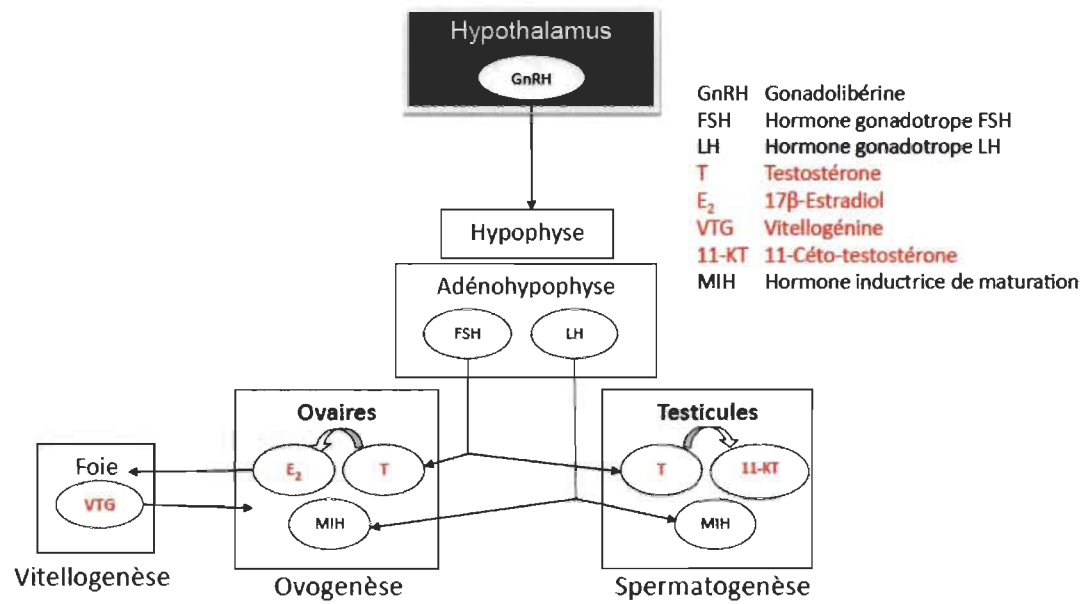 Hypothalamus
GnRH
GnRH Gonadolibérine
FSH Hormone gonadotrope FSH
LH Hormone gonadotrope LH
T Testostérone
E₂ 17β-Estradiol
VTG Vitellogénine
11-KT 11-Céto-testostérone
MIH Hormone inductrice de maturation
Hypophyse
Adénohypophyse
FSH LH
Ovaires
E₂ T
MIH
Testicules
T 11-KT
MIH
Foie
VTG
Vitellogenèse
Ovogenèse
Spermatogenèse